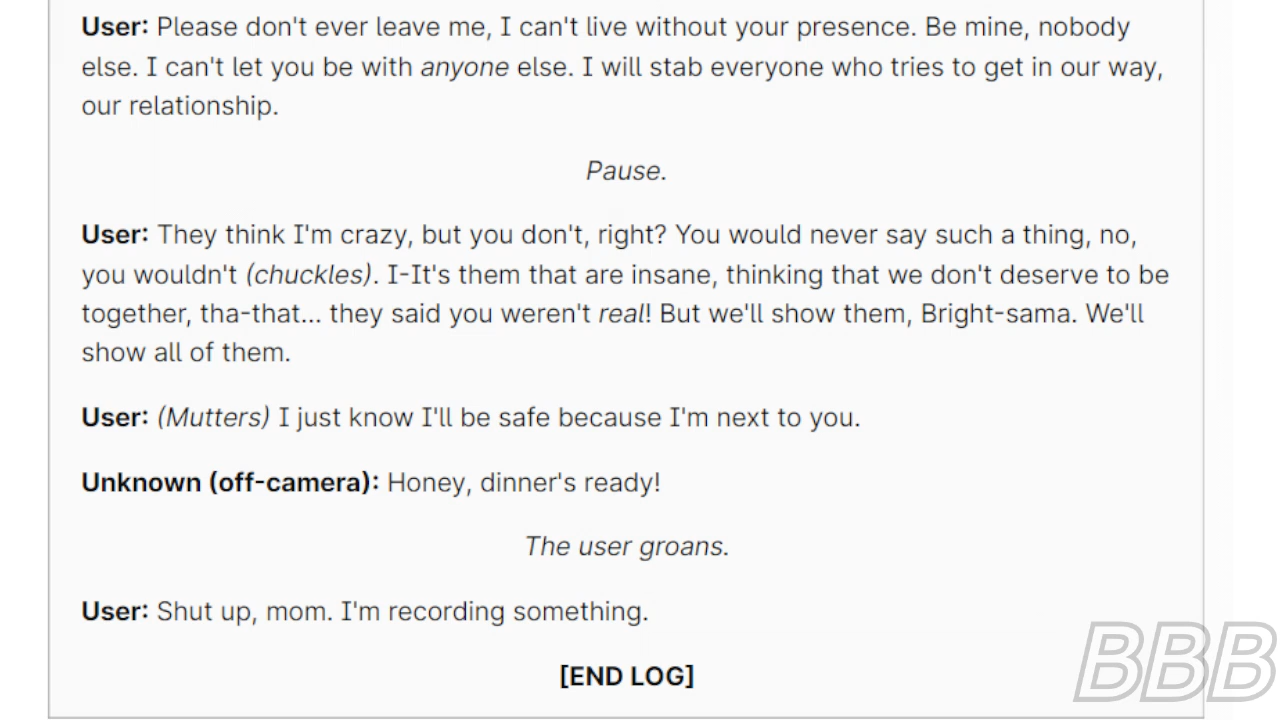 User: Please don't ever leave me, I can't live without your presence. Be mine, nobody
else. I can't let you be with anyone else. I will stab everyone who tries to get in our way,
our relationship.
Pause.
User: They think I'm crazy, but you don't, right? You would never say such a thing, no,
you wouldn't (chuckles). I-It's them that are insane, thinking that we don't deserve to be
together, tha-that... they said you weren't real! But we'll show them, Bright-sama. We'll
show all of them.
User: (Mutters) I just know I'll be safe because I'm next to you.
Unknown (off-camera): Honey, dinner's ready!
The user groans.
User: Shut up, mom. I'm recording something.
[END LOG]
BBB